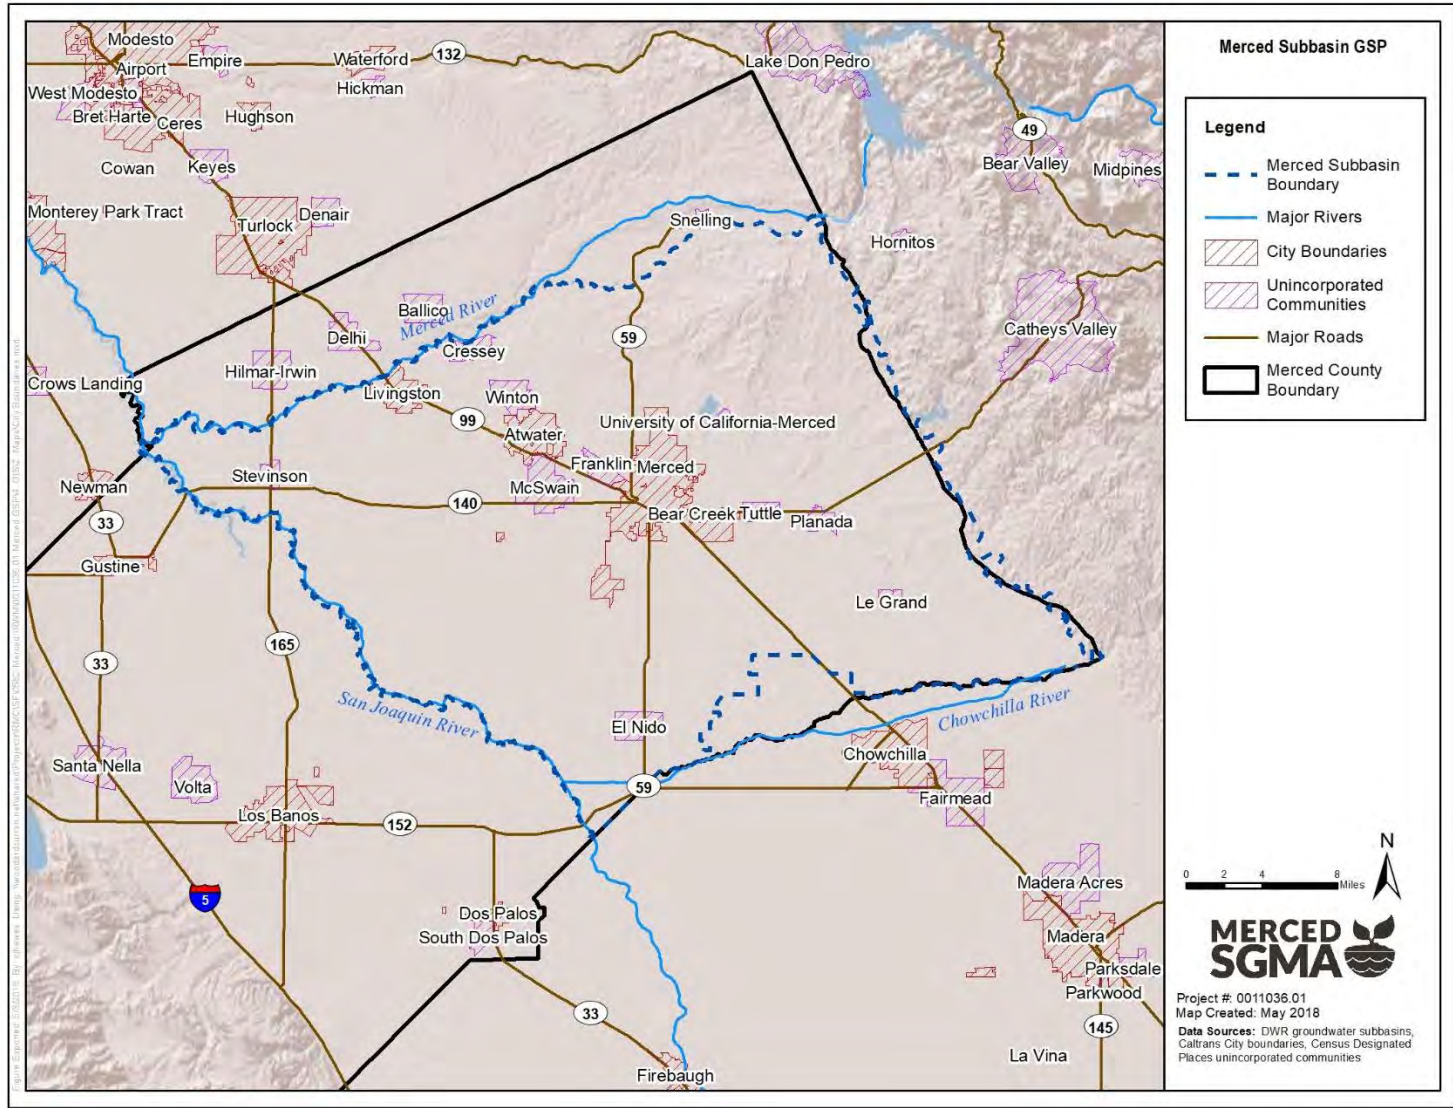 Modesto
Airport
Empire
Waterford
132
Hickman
West Modesto
Bret Harte
Ceres
Hughson
Cowan
Keyes
Monterey Park Tract
Turlock
Denair
Lake Don Pedro
49
Bear Valley
Midpines
Snelling
Hornitos
Catheys Valley
Ballico
Merced River
Delhi
Cressey
59
Crows Landing
Hilmar-Irwin
Livingston
Winton
99
Atwater
University of California-Merced
Franklin
Merced
McSwain
Newman
Stevinson
140
33
Bear Creek
Tuttle
Planada
Gustine
Le Grand
165
33
San Joaquin River
El Nido
Chowchilla River
Chowchilla
Santa Nella
Volta
59
Fairmead
Los Banos
152
5
Madera Acres
Dos Palos
South Dos Palos
Madera
Parksdale
Parkwood
33
145
La Vina
Firebaugh
Merced Subbasin GSP
Legend
Merced Subbasin
Boundary
Major Rivers
City Boundaries
Unincorporated
Communities
Major Roads
Merced County
Boundary
N
0 2 4 8
Miles
MERCED
SGMA
Project #: 0011036.01
Map Created: May 2018
Data Sources: DWR groundwater subbasins,
Caltrans City boundaries, Census Designated
Places unincorporated communities